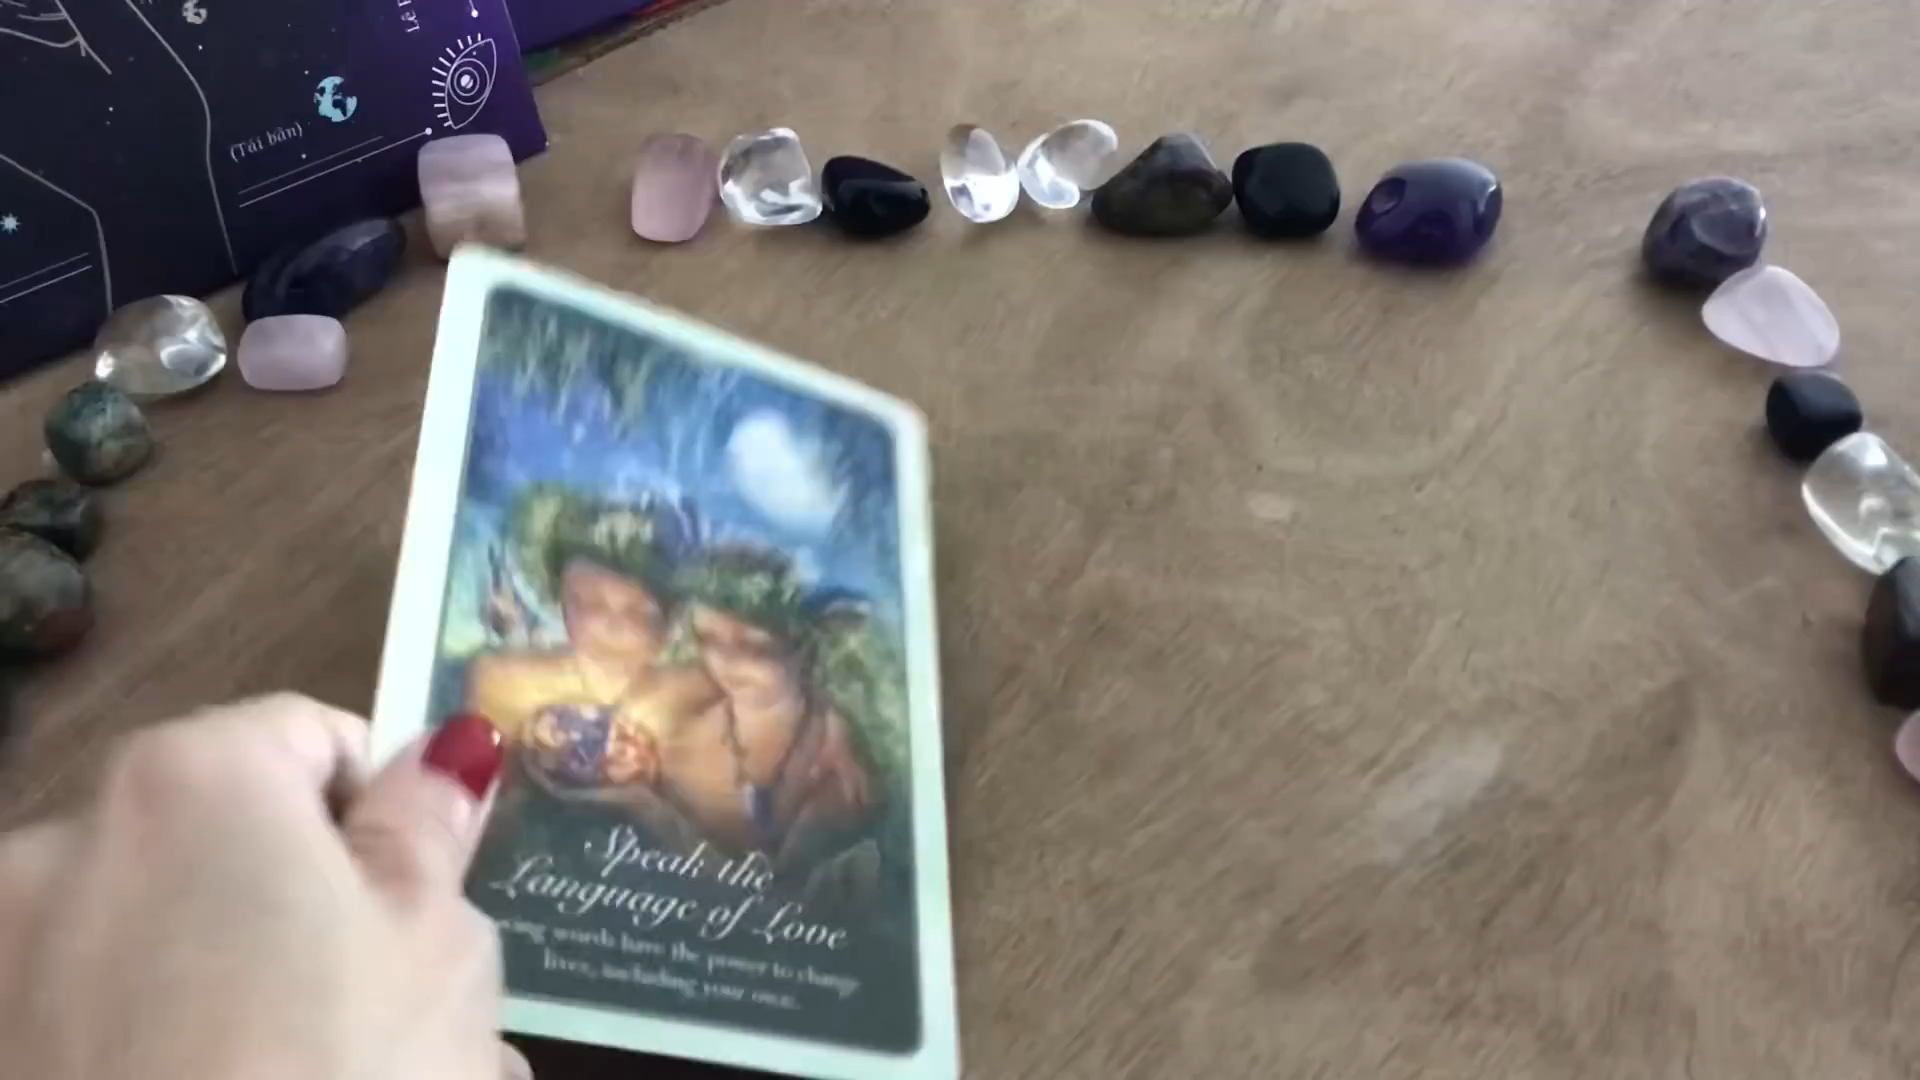 (Tái bản)
Speak the
Language of Love
words have the power to change
lives, including your own.